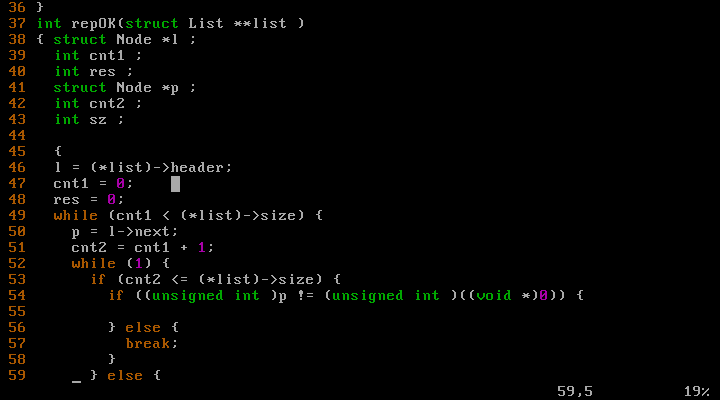 36 }
37 int repOK(struct List **list )
38 { struct Node *l ;
39   int cnt1 ;
40   int res ;
41   struct Node *p ;
42   int cnt2 ;
43   int sz ;
44
45   {
46   l = (*list)->header;
47   cnt1 = 0;
48   res = 0;
49   while (cnt1 < (*list)->size) {
50     p = l->next;
51     cnt2 = cnt1 + 1;
52     while (1) {
53       if (cnt2 <= (*list)->size) {
54         if ((unsigned int )p != (unsigned int )((void *)0)) {
55
56         } else {
57           break;
58         }
59     _ } else {
59,5 19%